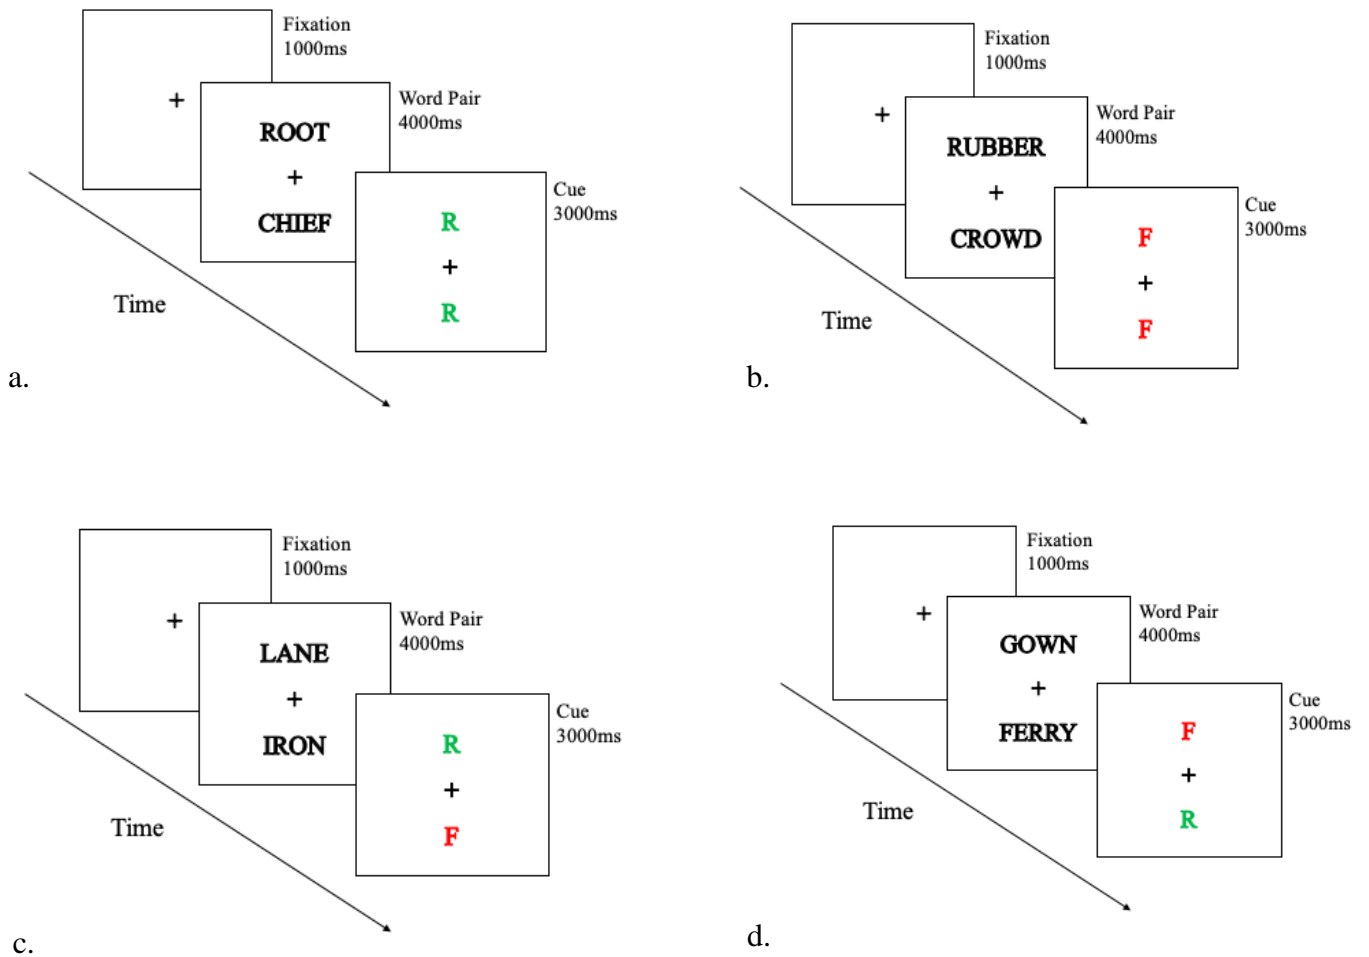 Fixation
1000ms
+
Word Pair
4000ms
ROOT
+
CHIEF
Cue
3000ms
R
+
R
Time
a.
Fixation
1000ms
+
Word Pair
4000ms
RUBBER
+
CROWD
Cue
3000ms
F
+
F
Time
b.
Fixation
1000ms
+
Word Pair
4000ms
LANE
+
IRON
Cue
3000ms
R
+
F
Time
c.
Fixation
1000ms
+
Word Pair
4000ms
GOWN
+
FERRY
Cue
3000ms
F
+
R
Time
d.